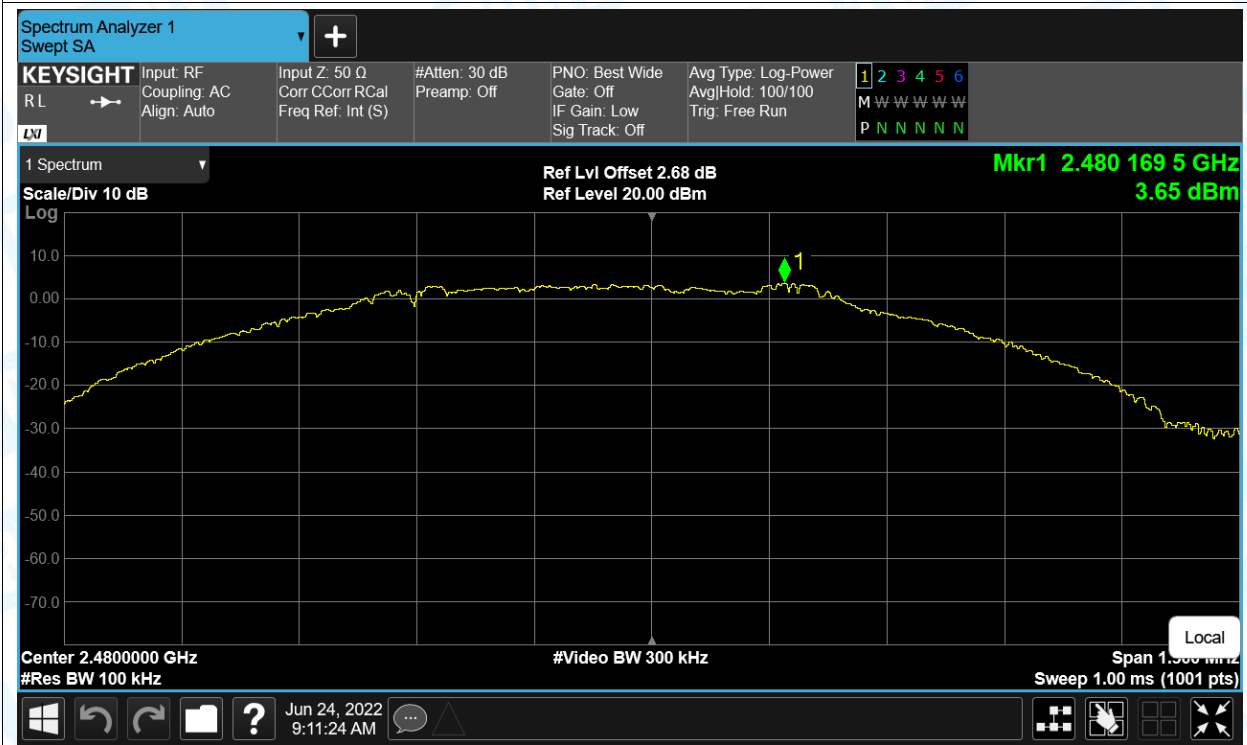 Spectrum Analyzer 1
Swept SA
KEYSIGHT
R L
LXI
Input: RF
Coupling: AC
Align: Auto
Input Z: 50 Ω
Corr CCorr RCal
Freq Ref: Int (S)
#Atten: 30 dB
Preamp: Off
PNO: Best Wide
Gate: Off
IF Gain: Low
Sig Track: Off
Avg Type: Log-Power
Avg|Hold: 100/100
Trig: Free Run
1 2 3 4 5 6
M W W W W W
P N N N N N
1 Spectrum
Scale/Div 10 dB
Log
Ref Lvl Offset 2.68 dB
Ref Level 20.00 dBm
Mkr1 2.480 169 5 GHz
3.65 dBm
1
10.0
0.00
-10.0
-20.0
-30.0
-40.0
-50.0
-60.0
-70.0
Local
Center 2.4800000 GHz
#Video BW 300 kHz
Span
#Res BW 100 kHz
Sweep 1.00 ms (1001 pts)
?
Jun 24, 2022
9:11:24 AM